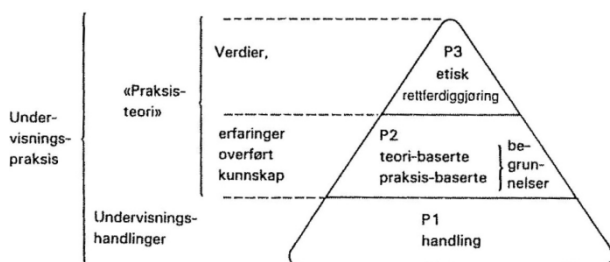 Under-
visnings-
praksis
«Praksis-
teori»
Verdier,
erfaringer
overført
kunnskap
Undervisnings-
handlinger
P3
etisk
rettferdiggjøring
P2
teori-baserte
praksis-baserte
be-
grun-
nelser
P1
handling